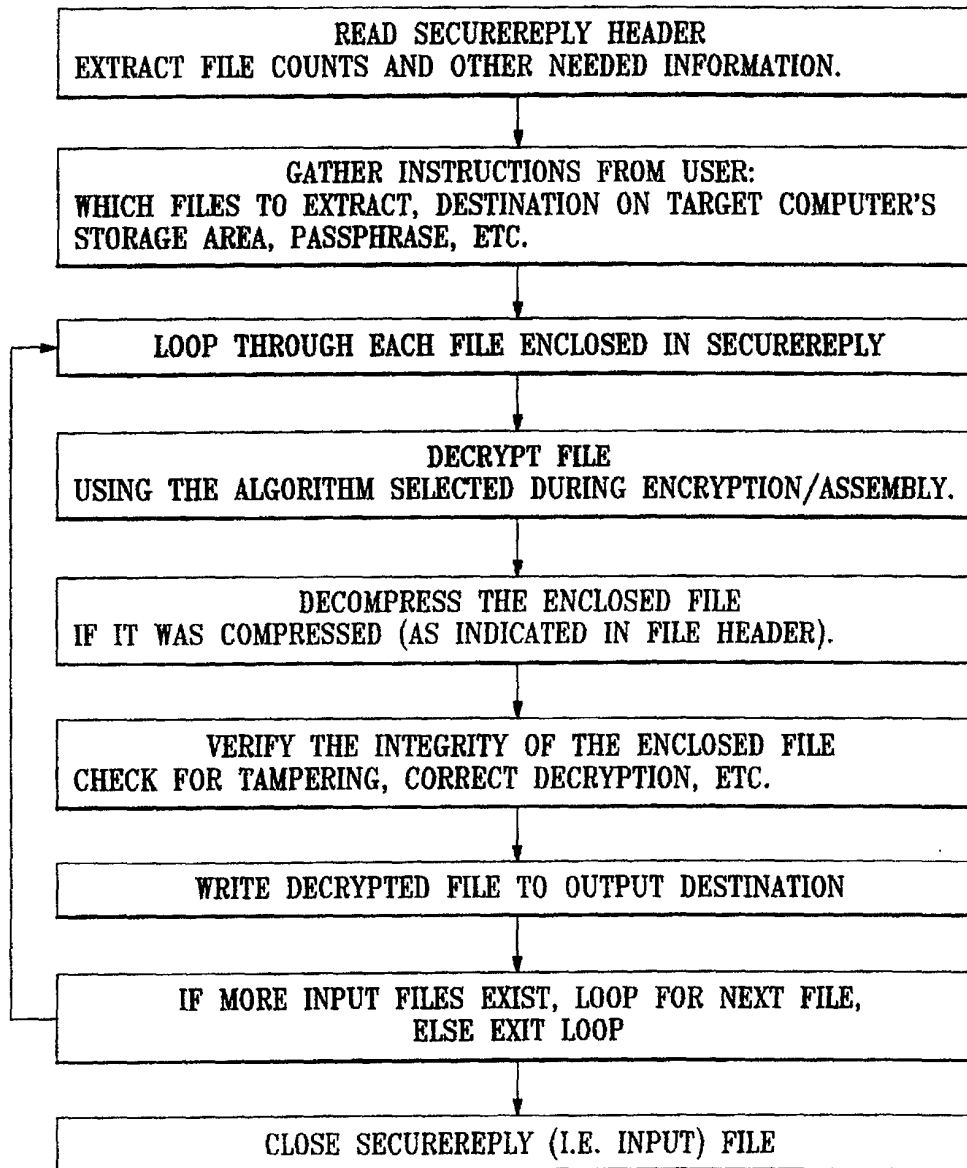 READ SECUREREPLY HEADER
EXTRACT FILE COUNTS AND OTHER NEEDED INFORMATION.
GATHER INSTRUCTIONS FROM USER:
WHICH FILES TO EXTRACT, DESTINATION ON TARGET COMPUTER'S
STORAGE AREA, PASSPHRASE, ETC.
LOOP THROUGH EACH FILE ENCLOSED IN SECUREREPLY
DECRYPT FILE
USING THE ALGORITHM SELECTED DURING ENCRYPTION/ASSEMBLY.
DECOMPRESS THE ENCLOSED FILE
IF IT WAS COMPRESSED (AS INDICATED IN FILE HEADER).
VERIFY THE INTEGRITY OF THE ENCLOSED FILE
CHECK FOR TAMPERING, CORRECT DECRYPTION, ETC.
WRITE DECRYPTED FILE TO OUTPUT DESTINATION
IF MORE INPUT FILES EXIST, LOOP FOR NEXT FILE,
ELSE EXIT LOOP
CLOSE SECUREREPLY (I.E. INPUT) FILE